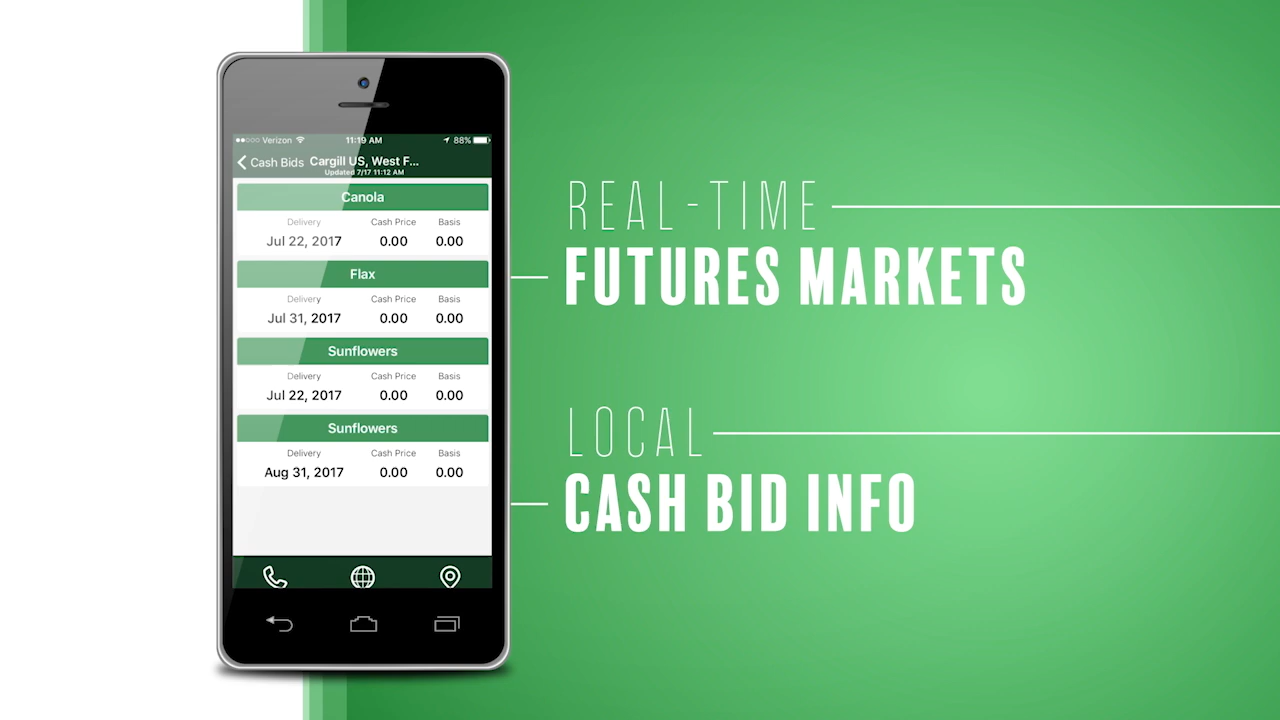 Verizon 11:19 AM 88%
Cash Bids Cargill US, West F...
Updated 7/17 11:12 AM
Canola
Delivery Cash Price Basis
Jul 22, 2017 0.00 0.00
Flax
Delivery Cash Price Basis
Jul 31, 2017 0.00 0.00
Sunflowers
Delivery Cash Price Basis
Jul 22, 2017 0.00 0.00
Sunflowers
Delivery Cash Price Basis
Aug 31, 2017 0.00 0.00
REAL-TIME
FUTURES MARKETS
LOCAL
CASH BID INFO